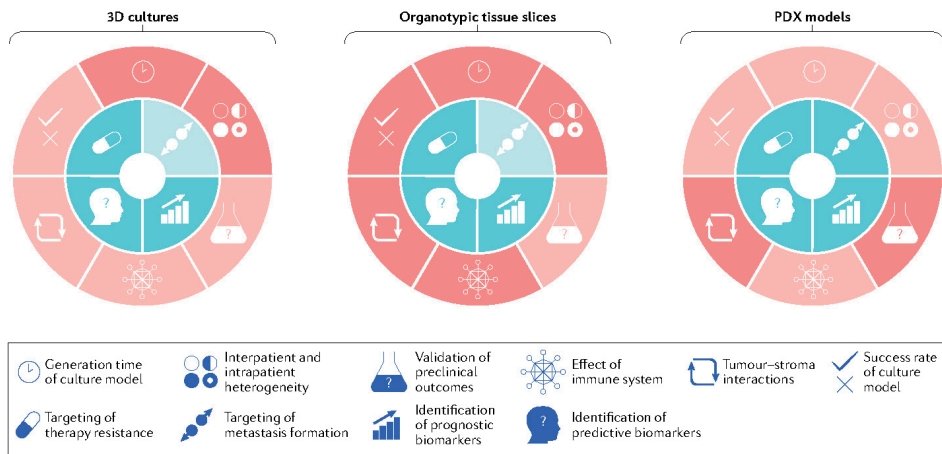 3D cultures
Organotypic tissue slices
PDX models
?
?
?
?
?
?
Generation time
of culture model
Interpatient and
intrapatient
heterogeneity
?
Validation of
preclinical
outcomes
Effect of
immune system
Tumour–stroma
interactions
Success rate
of culture
model
Targeting of
therapy resistance
Targeting of
metastasis formation
Identification
of prognostic
biomarkers
?
Identification of
predictive biomarkers